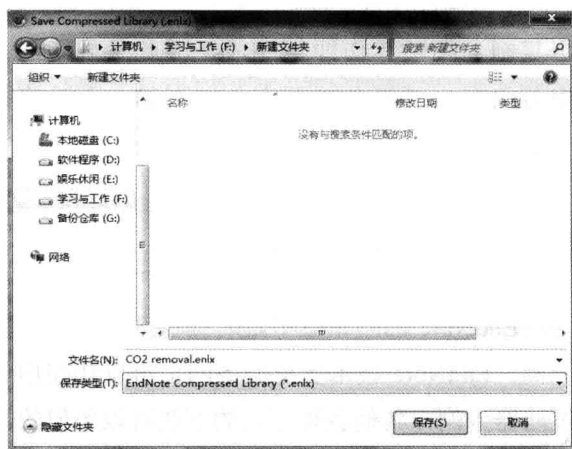 Save Compressed Library (.enlx)
计算机 ▸ 学习与工作 (F:) ▸ 新建文件夹
搜索 新建文件夹
组织 新建文件夹
名称 修改日期 类型
没有与搜索条件匹配的项。
计算机
本地磁盘 (C:)
软件程序 (D:)
娱乐休闲 (E:)
学习与工作 (F:)
备份仓库 (G:)
网络
文件名(N): CO2 removal.enlx
保存类型(T): EndNote Compressed Library (*.enlx)
隐藏文件夹 保存(S) 取消